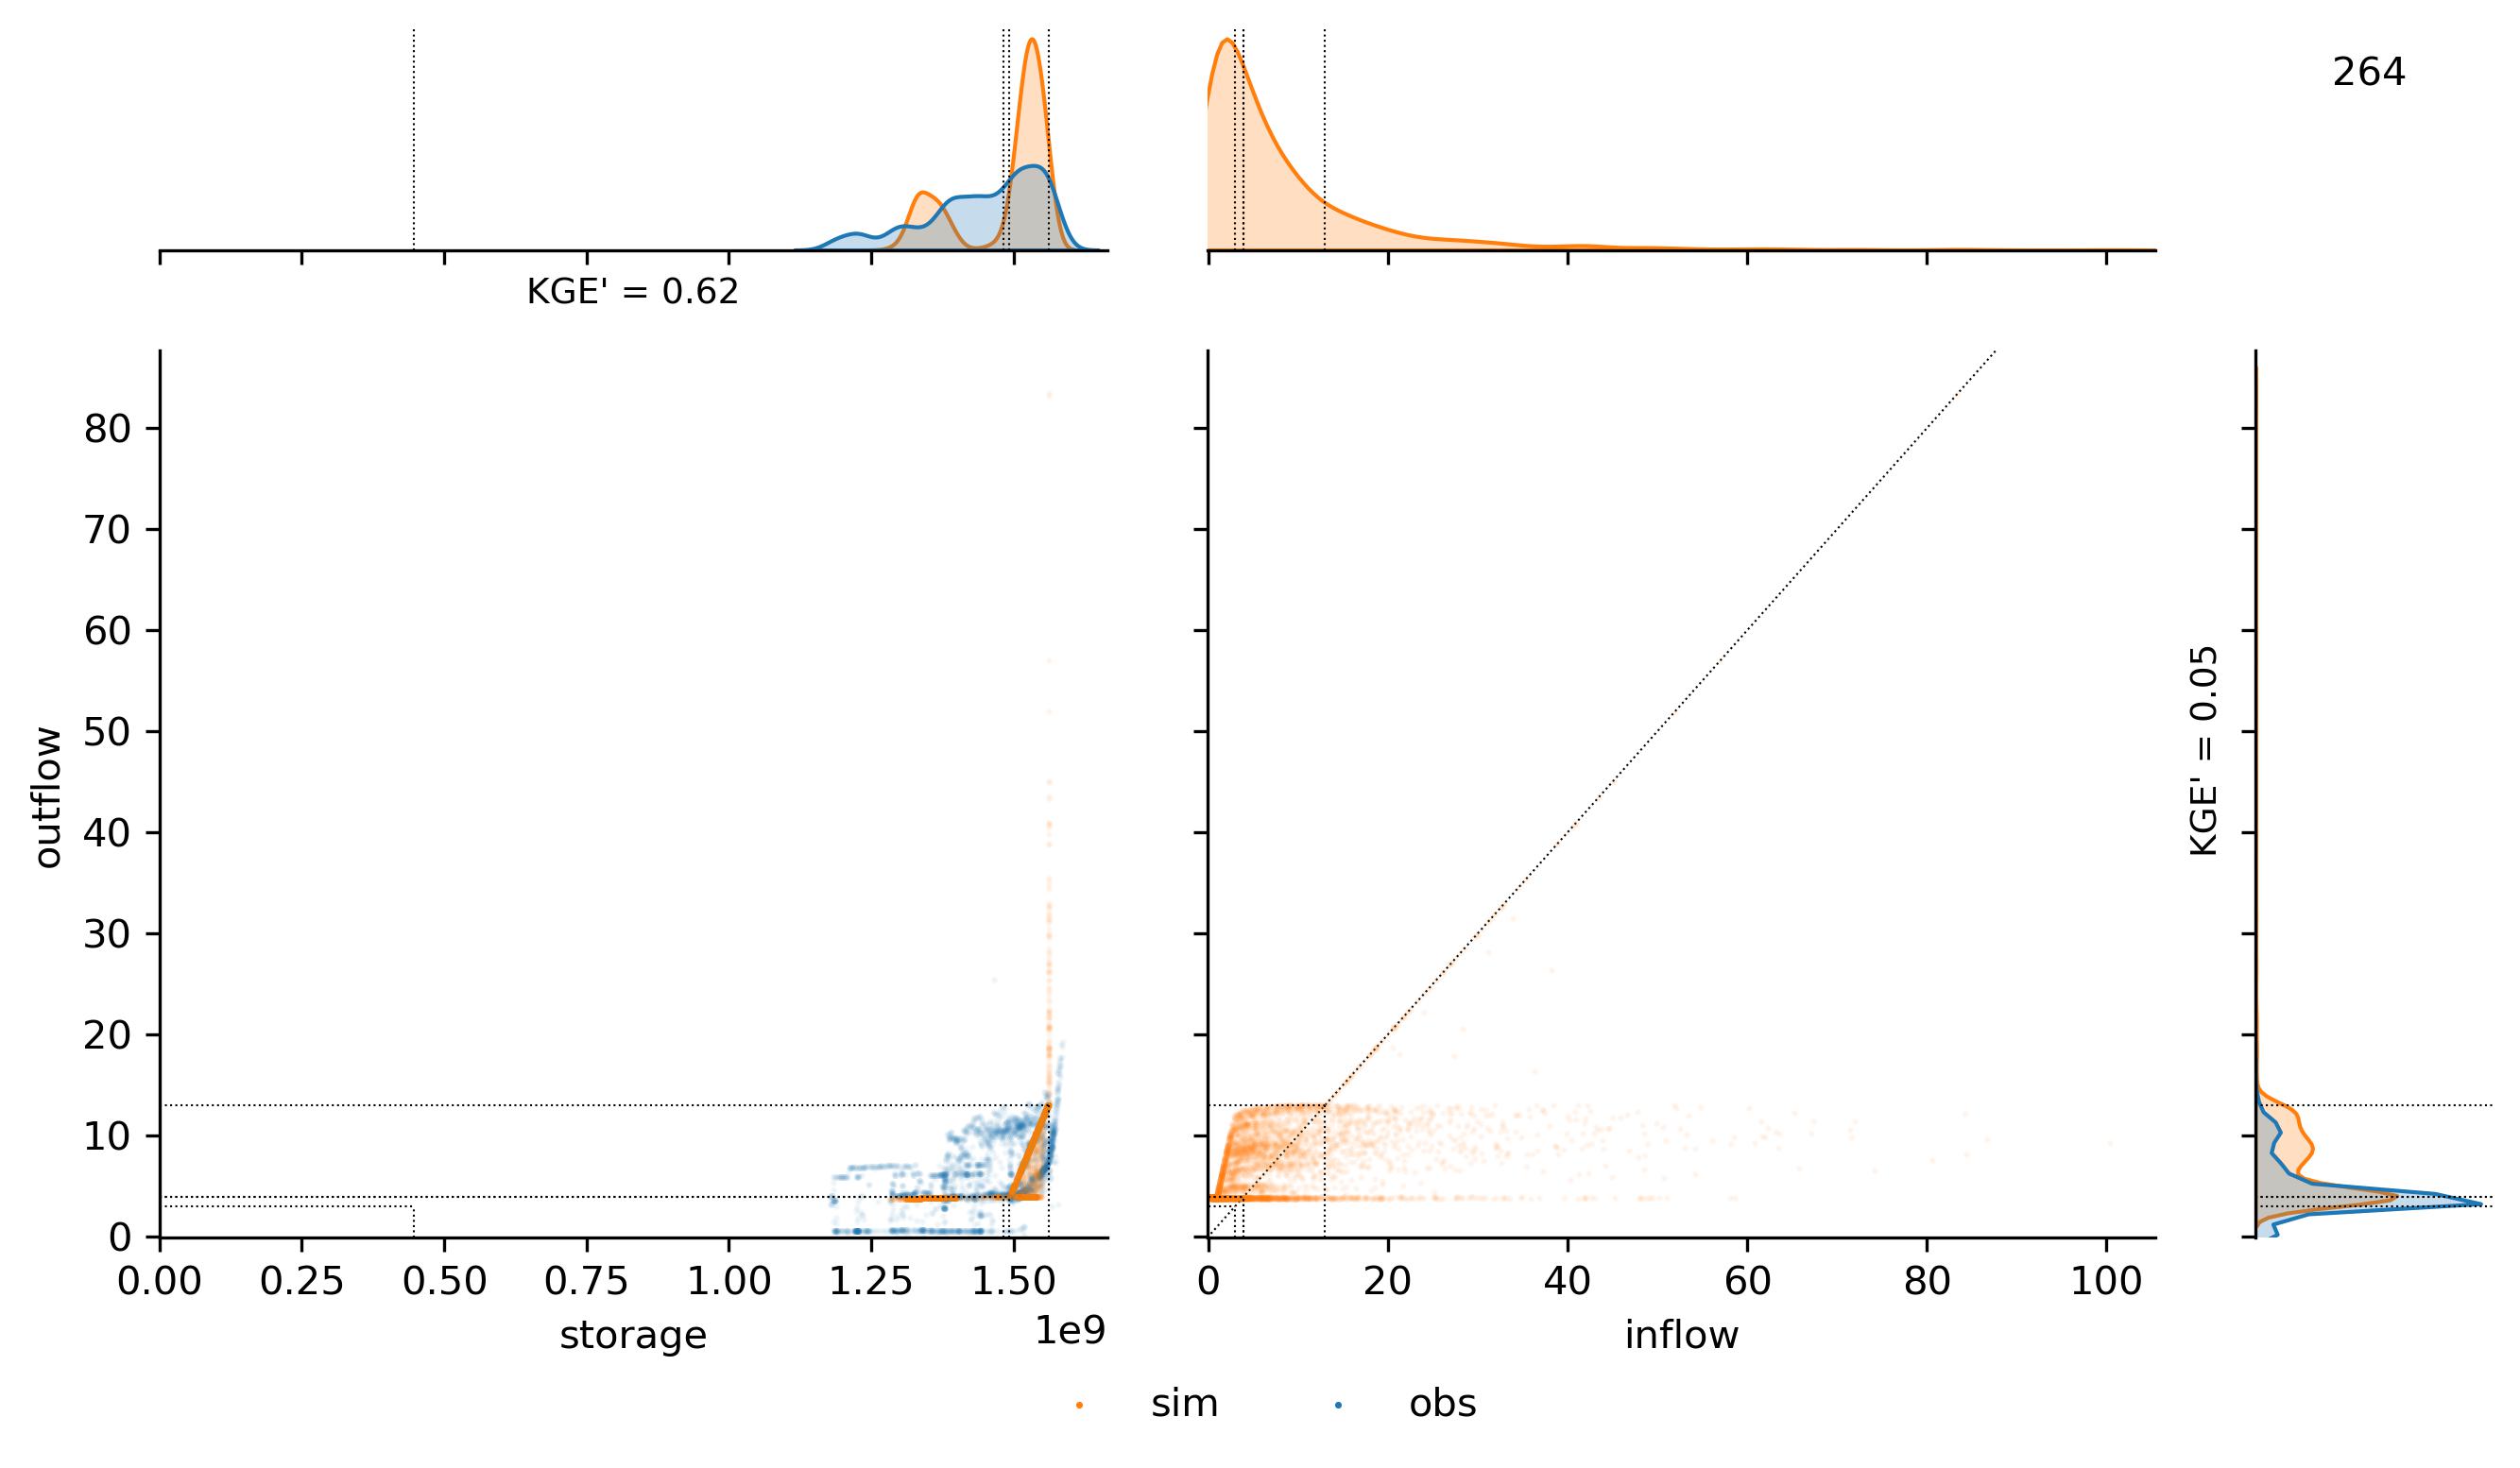 264
KGE' = 0.62
80
70
60
50
40
30
20
10
0
outflow
KGE' = 0.05
0.00 0.25 0.50 0.75 1.00 1.25 1.50
0 20 40 60 80 100
1e9
storage
inflow
sim obs